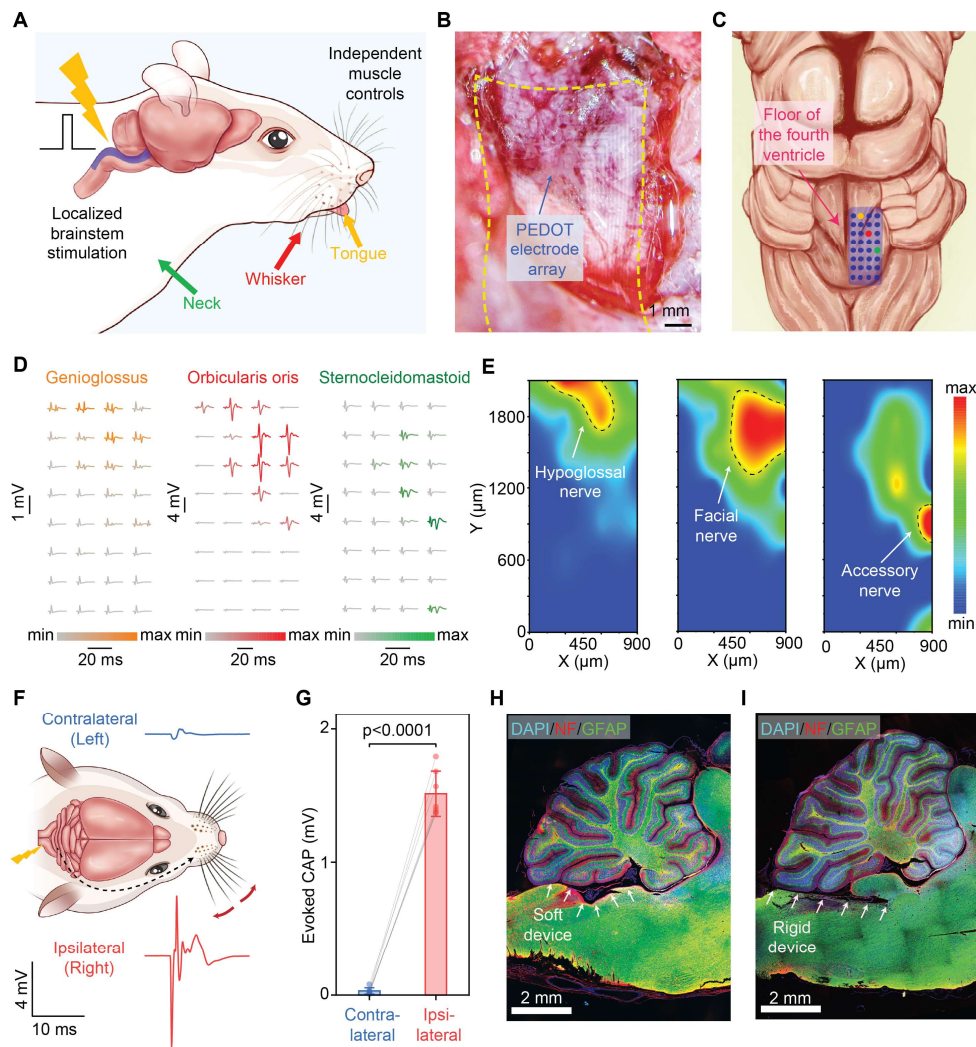 A
Independent
muscle
controls
Localized
brainstem
stimulation
Tongue
Whisker
Neck
B
PEDOT
electrode
array
1 mm
C
Floor of
the fourth
ventricle
D
Genioglossus
Orbicularis oris
Sternocleidomastoid
1 mV
4 mV
4 mV
min max
min max
min max
20 ms
20 ms
20 ms
E
1800
1200
600
0
Y (µm)
Hypoglossal
nerve
Facial
nerve
Accessory
nerve
0 450 900
0 450 900
0 450 900
X (µm)
X (µm)
X (µm)
max
min
F
Contralateral
(Left)
Ipsilateral
(Right)
4 mV
10 ms
G
p<0.0001
2
1
0
Evoked CAP (mV)
Contra-
lateral
Ipsi-
lateral
H
DAPI/NF/GFAP
Soft
device
2 mm
I
DAPI/NF/GFAP
Rigid
device
2 mm